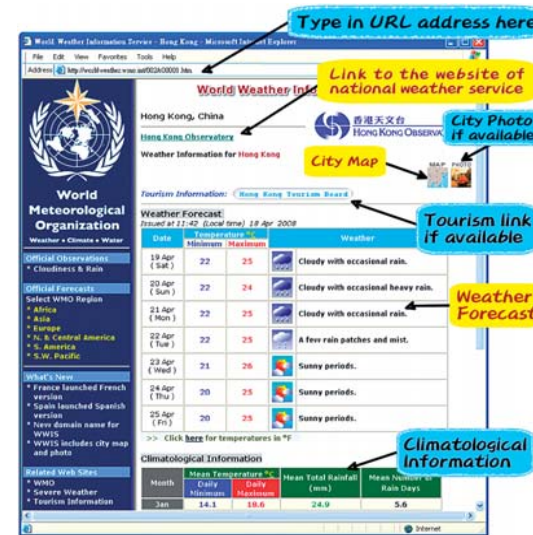 Type in URL address here
World Weather Information Service - Hong Kong - Microsoft Internet Explorer
File Edit View Favorites Tools Help
Address
Link to the website of
national weather service
World Weather
Hong Kong, China
香港天文台
HONG KONG OBSERVA
Hong Kong Observatory
Weather Information for Hong Kong
City Photo
if available
City Map
MAP PHOTO
Tourism Information: Hong Kong Tourism Board
Tourism link
if available
World
Meteorological
Organization
Weather • Climate • Water
Official Observations
* Cloudiness & Rain
Official Forecasts
Select WMO Region
* Africa
* Asia
* Europe
* N. & Central America
* S. America
* S.W. Pacific
What's New
* France launched French
version
* Spain launched Spanish
version
* New domain name for
WWIS
* WWIS includes city map
and photo
Related Web Sites
* WMO
* Severe Weather
* Tourism Information
Weather Forecast
Issued at 11:42 (Local time) 18 Apr 2008
Date Temperature °C Weather
Minimum Maximum
19 Apr (Sat) 22 25 Cloudy with occasional rain.
20 Apr (Sun) 22 24 Cloudy with occasional heavy rain.
21 Apr (Mon) 22 25 Cloudy with occasional rain.
22 Apr (Tue) 22 25 A few rain patches and mist.
23 Apr (Wed) 21 26 Sunny periods.
24 Apr (Thu) 20 25 Sunny periods.
25 Apr (Fri) 20 25 Sunny periods.
Weather
Forecast
>> Click here for temperatures in °F
Climatological
Information
Climatological Information
Month Mean Temperature °C Mean Total Rainfall (mm) Mean Number of Rain Days
Daily Minimum Daily Maximum
Jan 14.1 18.6 24.9 5.6
Internet